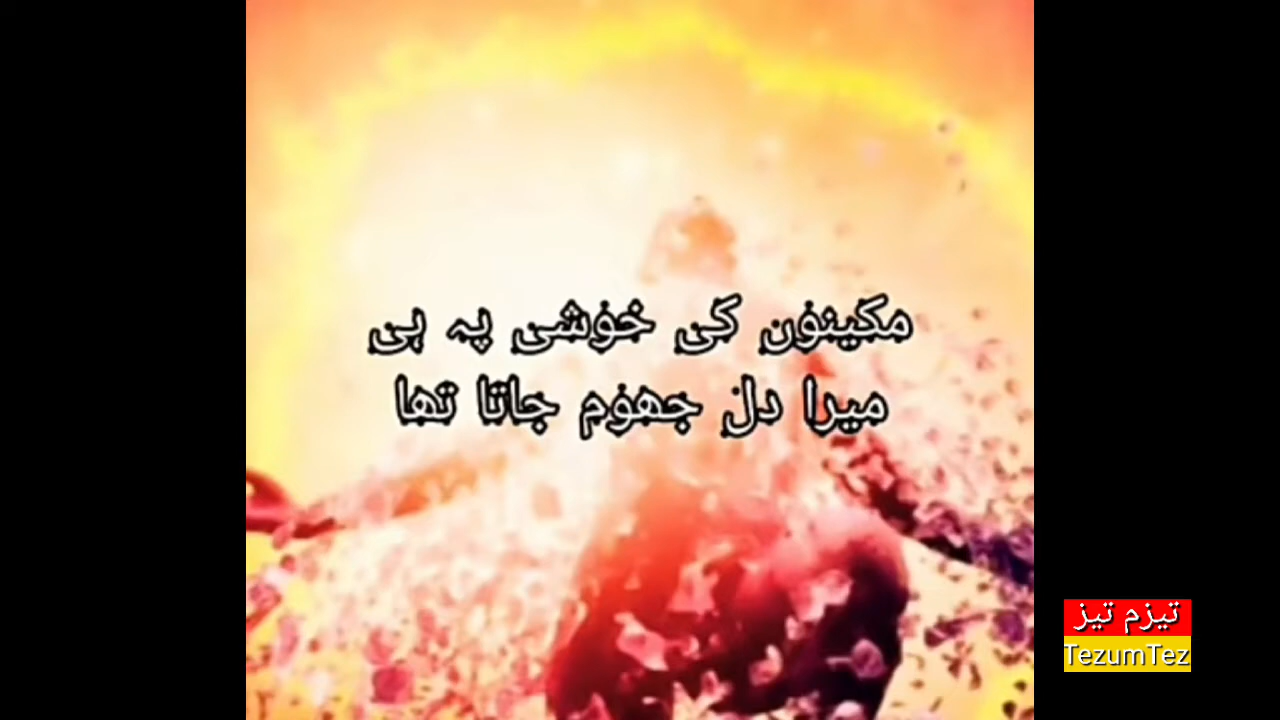 مکینوں کی خوشی پہ ہی
میرا دل جھوم جاتا تھا
تیزم تیز
TezumTez